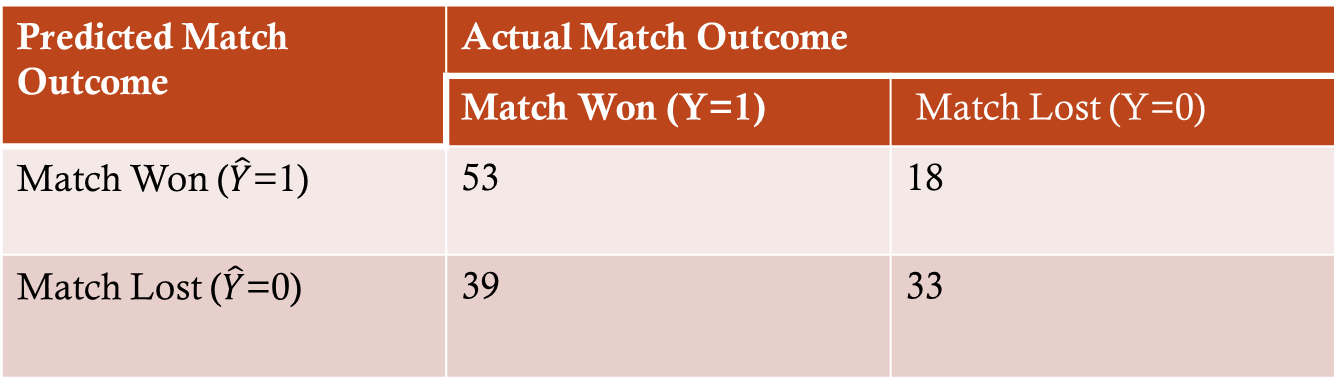 Predicted Match
Outcome
Actual Match Outcome
Match Won (Y=1)
Match Lost (Y=0)
Match Won (Ŷ=1)
53
18
Match Lost (Ŷ=0)
39
33